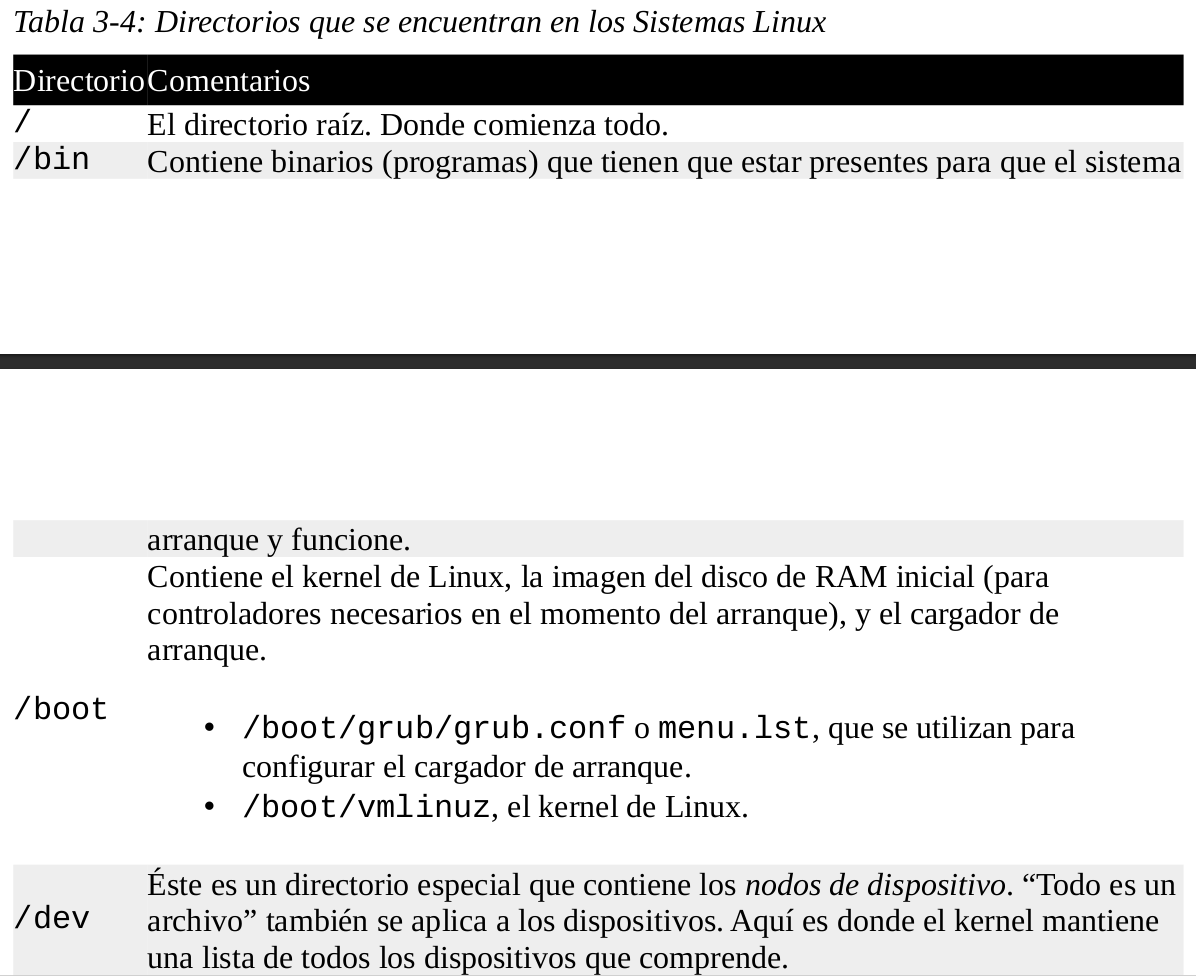 Tabla 3-4: Directorios que se encuentran en los Sistemas Linux
Directorio Comentarios
/ El directorio raíz. Donde comienza todo.
/bin Contiene binarios (programas) que tienen que estar presentes para que el sistema
arranque y funcione.
Contiene el kernel de Linux, la imagen del disco de RAM inicial (para
controladores necesarios en el momento del arranque), y el cargador de
arranque.
/boot
• /boot/grub/grub.conf o menu.lst, que se utilizan para
configurar el cargador de arranque.
• /boot/vmlinuz, el kernel de Linux.
Éste es un directorio especial que contiene los nodos de dispositivo. “Todo es un
/dev archivo” también se aplica a los dispositivos. Aquí es donde el kernel mantiene
una lista de todos los dispositivos que comprende.